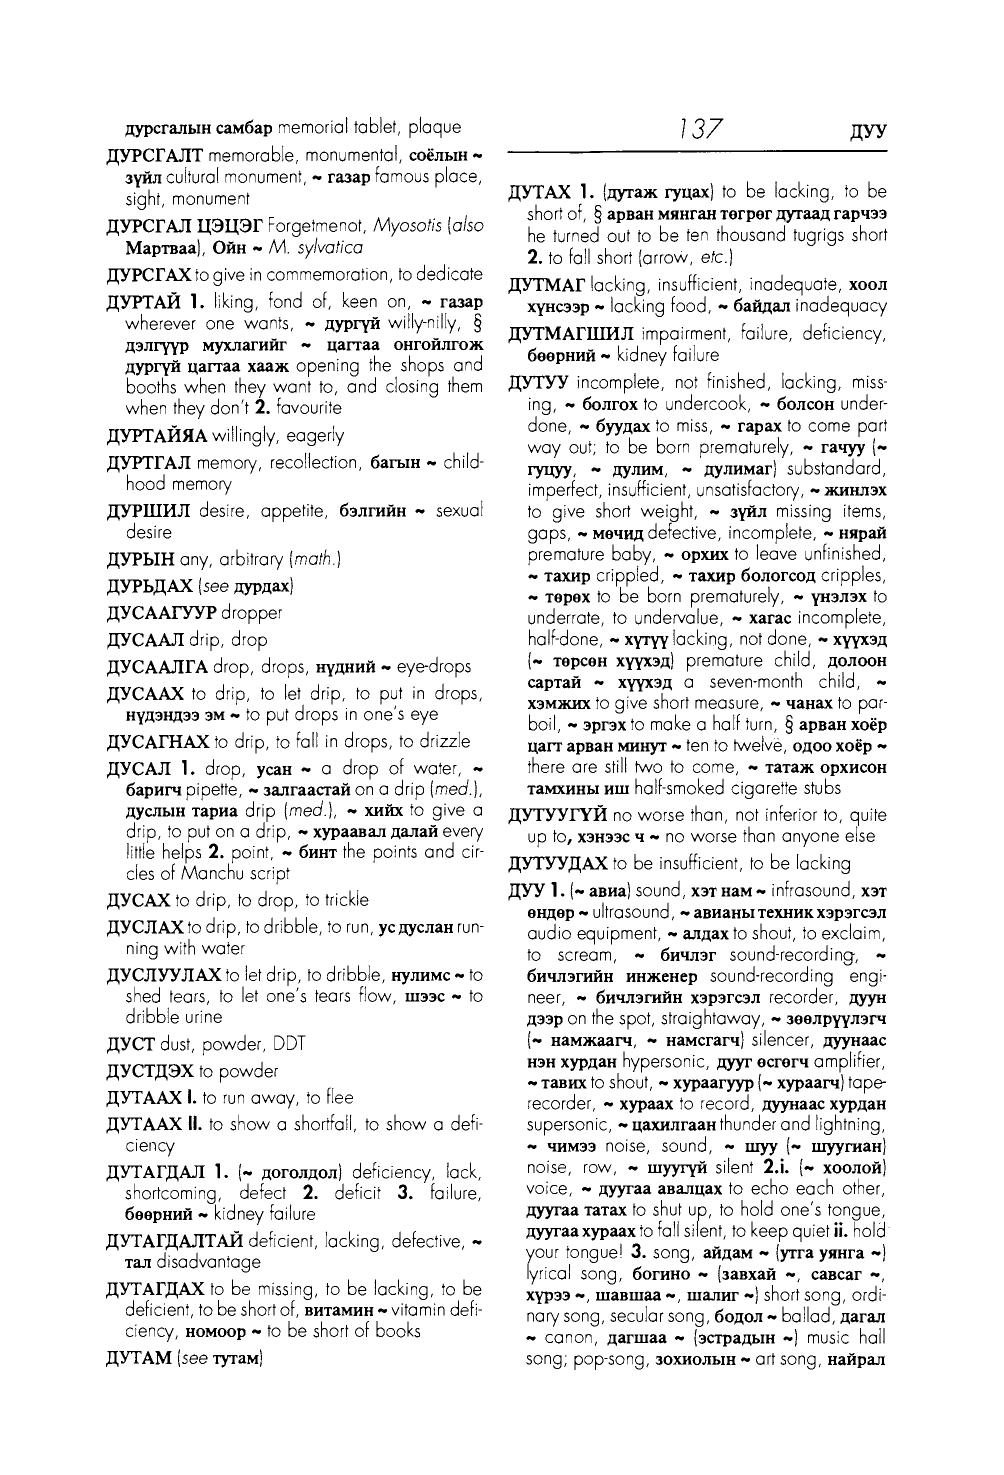 дурсгалын самбар memorial tablet, plaque
ДУРСГАЛТ memorable, monumental, соёлын ~
зүйл cultural monument, ~ газар famous place,
sight, monument
ДУРСГАЛ ЦЭЦЭГ Forgetmenot, Myosotis (also
Мартваа), Ойн ~ M. sylvatica
ДУРСГАХ to give in commemoration, to dedicate
ДУРТАЙ 1. liking, fond of, keen on, ~ газар
wherever one wants, ~ дургүй willy-nilly, §
дэлгүүр мухлагийг ~ цагтаа онгойлгож
дургүй цагтаа хааж opening the shops and
booths when they want to, and closing them
when they don't 2. favourite
ДУРТАЙЯА willingly, eagerly
ДУРТГАЛ memory, recollection, багын ~ child-
hood memory
ДУРШИЛ desire, appetite, бэлгийн ~ sexual
desire
ДУРЫН any, arbitrary (math.)
ДУРЬДАХ (see дурдах)
ДУСААГУУР dropper
ДУСААЛ drip, drop
ДУСААЛГА drop, drops, нүдний ~ eye-drops
ДУСААХ to drip, to let drip, to put in drops,
нүдэндээ эм ~ to put drops in one's eye
ДУСАГНАХ to drip, to fall in drops, to drizzle
ДУСАЛ 1. drop, усан ~ a drop of water, ~
баригч pipette, ~ залгаастай on a drip (med.),
дуслын тариа drip (med.), ~ хийх to give a
drip, to put on a drip, ~ хураавал далай every
little helps 2. point, ~ бинт the points and cir-
cles of Manchu script
ДУСАХ to drip, to drop, to trickle
ДУСЛАХ to drip, to dribble, to run, ус дуслан run-
ning with water
ДУСЛУУЛАХ to let drip, to dribble, нулимс ~ to
shed tears, to let one's tears flow, шээс ~ to
dribble urine
ДУСТ dust, powder, DDT
ДУСТДЭХ to powder
ДУТААХ I. to run away, to flee
ДУТААХ II. to show a shortfall, to show a defi-
ciency
ДУТАГДАЛ 1. (~ доголдол) deficiency, lack,
shortcoming, defect 2. deficit 3. failure,
бөөрний ~ kidney failure
ДУТАГДАЛТАЙ deficient, lacking, defective, ~
тал disadvantage
ДУТАГДАХ to be missing, to be lacking, to be
deficient, to be short of, витамин ~ vitamin defi-
ciency, номоор ~ to be short of books
ДУТАМ (see тутам)
137 ДУУ
ДУТАХ 1. (дутаж гуцах) to be lacking, to be
short of, § арван мянган төгрөг дутаад гарчээ
he turned out to be ten thousand tugrigs short
2. to fall short (arrow, etc.)
ДУТМАГ lacking, insufficient, inadequate, хоол
хүнсээр ~ lacking food, ~ байдал inadequacy
ДУТМАГШИЛ impairment, failure, deficiency,
бөөрний ~ kidney failure
ДУТУУ incomplete, not finished, lacking, miss-
ing, ~ болгох to undercook, ~ болсон under-
done, ~ буудах to miss, ~ гарах to come part
way out; to be born prematurely, ~ гачуу (~
гуцуу, ~ дулим, ~ дулимаг) substandard,
imperfect, insufficient, unsatisfactory, ~ жинлэх
to give short weight, ~ зүйл missing items,
gaps, ~ мөчид defective, incomplete, ~ нярай
premature baby, ~ орхих to leave unfinished,
~ тахир crippled, ~ тахир бологсод cripples,
~ төрөх to be born prematurely, ~ үнэлэх to
underrate, to undervalue, ~ хагас incomplete,
half-done, ~ хүтүү lacking, not done, ~ хүүхэд
(~ төрсөн хүүхэд) premature child, долоон
сартай ~ хүүхэд a seven-month child, ~
хэмжих to give short measure, ~ чанах to par-
boil, ~ эргэх to make a half turn, § арван хоёр
цагт арван минут ~ ten to twelve, одоо хоёр ~
there are still two to come, ~ татаж орхисон
тамхины иш half-smoked cigarette stubs
ДУТУУГҮЙ no worse than, not inferior to, quite
up to, хэнээс ч ~ no worse than anyone else
ДУТУУДАХ to be insufficient, to be lacking
ДУУ 1. (~ авиа) sound, хэт нам ~ infrasound, хэт
өндөр ~ ultrasound, ~ авианы техник хэрэгсэл
audio equipment, ~ алдах to shout, to exclaim,
to scream, ~ бичлэг sound-recording, ~
бичлэгийн инженер sound-recording engi-
neer, ~ бичлэгийн хэрэгсэл recorder, дуун
дээр on the spot, straightaway, ~ зөөлрүүлэгч
(~ намжаагч, ~ намсгагч) silencer, дуунаас
нэн хурдан hypersonic, дууг өсгөгч amplifier,
~ тавих to shout, ~ хураагуур (~ хураагч) tape-
recorder, ~ хураах to record, дуунаас хурдан
supersonic, ~ цахилгаан thunder and lightning,
~ чимээ noise, sound, ~ шуу (~ шуугиан)
noise, row, ~ шуугүй silent 2.i. (~ хоолой)
voice, ~ дуугаа авалцах to echo each other,
дуугаа татах to shut up, to hold one's tongue,
дуугаа хураах to fall silent, to keep quiet ii. hold
your tongue! 3. song, айдам ~ (утга уянга ~)
lyrical song, богино ~ (завхай ~, савсаг ~,
хүрээ ~, шавшаа ~, шалиг ~) short song, ordi-
nary song, secular song, бодол ~ ballad, дагал
~ canon, дагшаа ~ (эстрадын ~) music hall
song; pop-song, зохиолын ~ art song, найрал